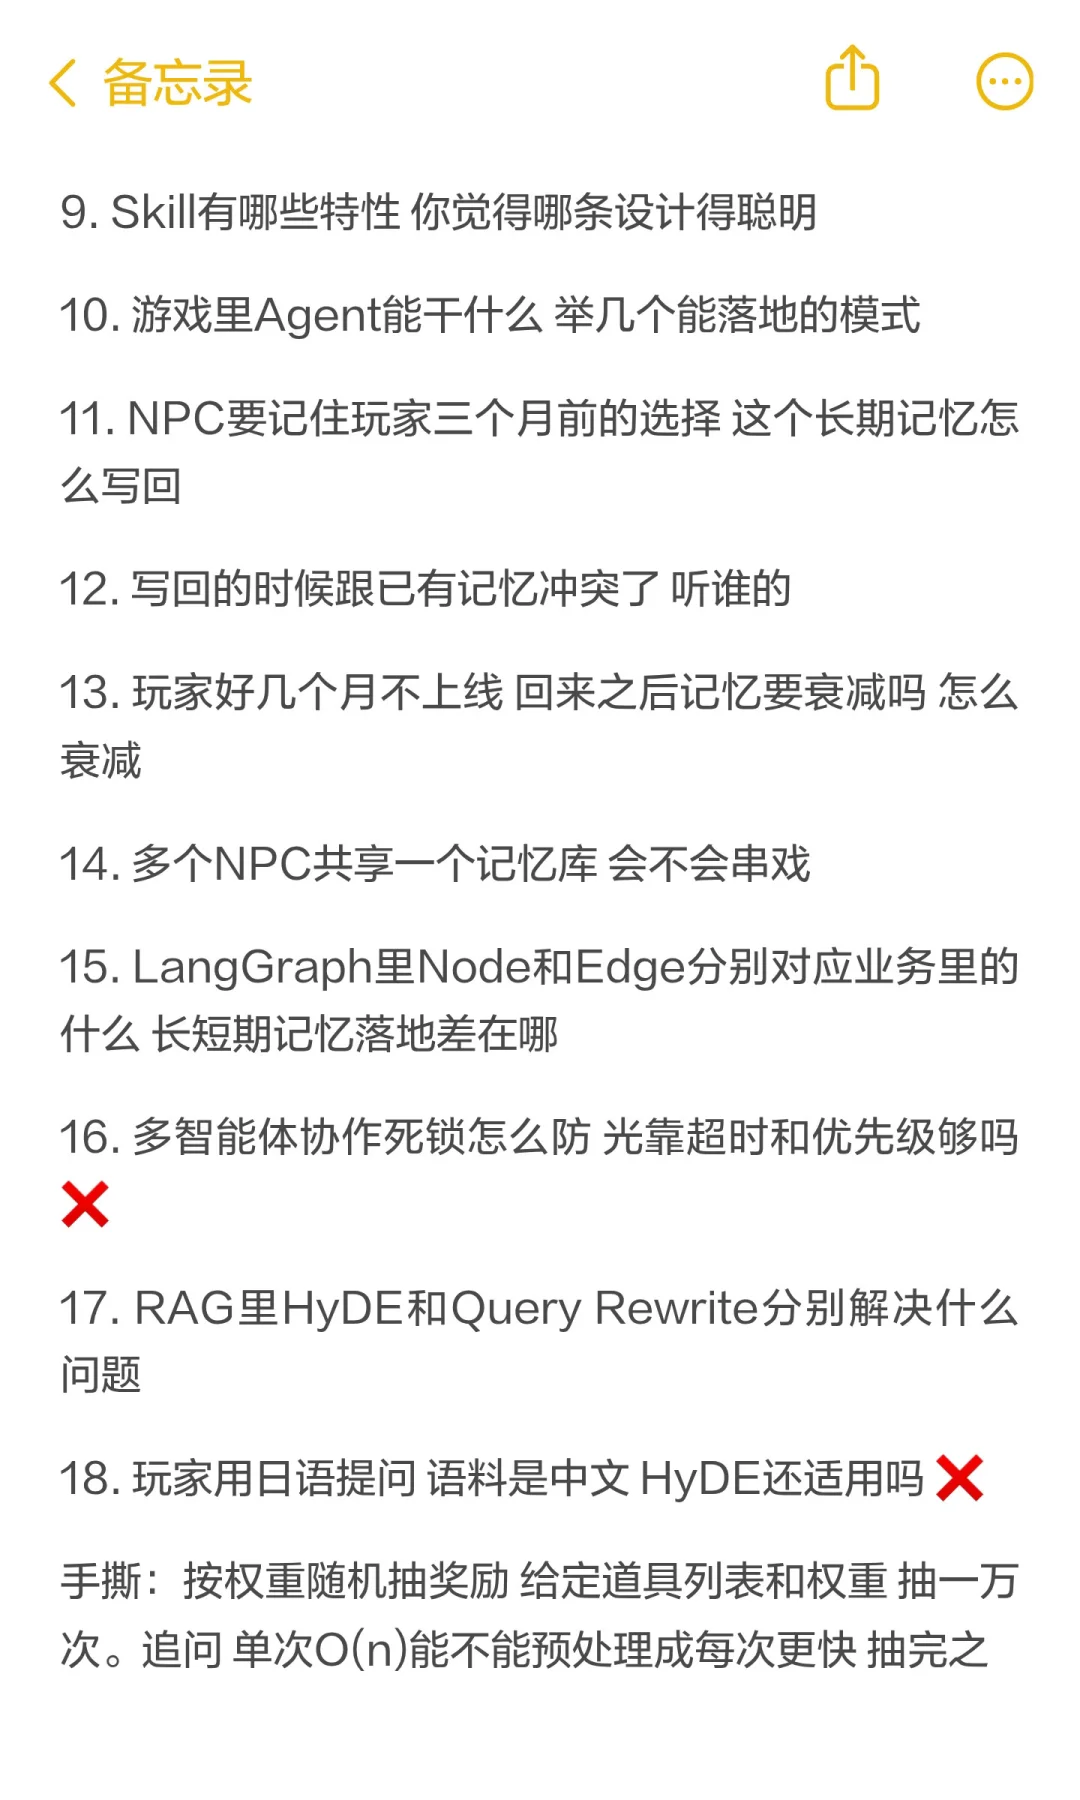 备忘录
9. Skill有哪些特性 你觉得哪条设计得聪明
10. 游戏里Agent能干什么 举几个能落地的模式
11. NPC要记住玩家三个月前的选择 这个长期记忆怎
么写回
12. 写回的时候跟已有记忆冲突了 听谁的
13. 玩家好几个月不上线 回来之后记忆要衰减吗 怎么
衰减
14. 多个NPC共享一个记忆库 会不会串戏
15. LangGraph里Node和Edge分别对应业务里的
什么 长短期记忆落地差在哪
16. 多智能体协作死锁怎么防 光靠超时和优先级够吗
❌
17. RAG里HyDE和Query Rewrite分别解决什么
问题
18. 玩家用日语提问 语料是中文 HyDE还适用吗 ❌
手撕：按权重随机抽奖励 给定道具列表和权重 抽一万
次。追问 单次O(n)能不能预处理成每次更快 抽完之